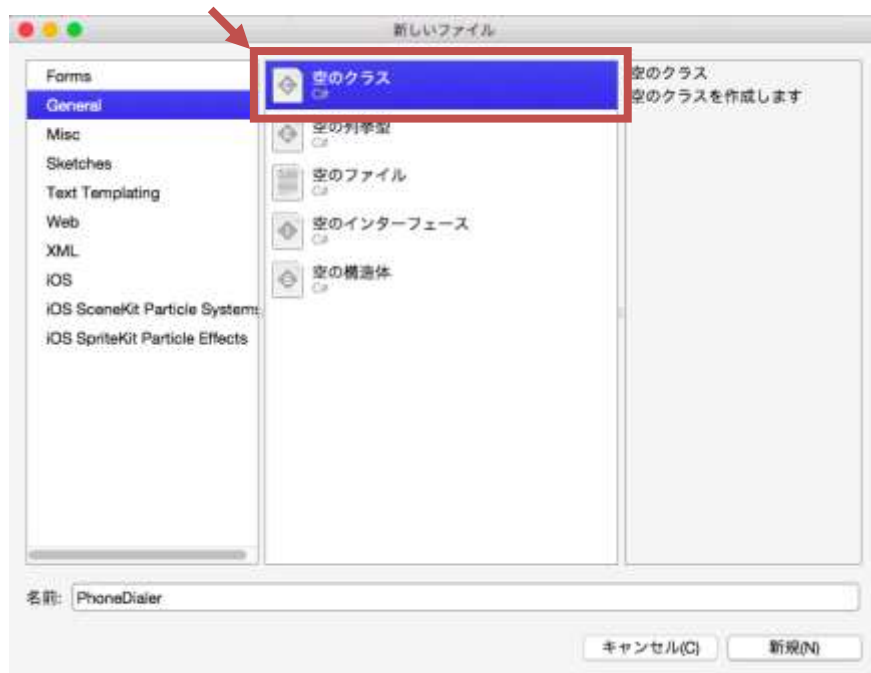 新しいファイル
Forms
General
Misc
Sketches
Text Templating
Web
XML
iOS
iOS SceneKit Particle Systems
iOS SpriteKit Particle Effects
空のクラス
C#
空の列挙型
C#
空のファイル
C#
空のインターフェース
C#
空の構造体
C#
空のクラス
空のクラスを作成します
名前: PhoneDialer
キャンセル(C) 新規(N)